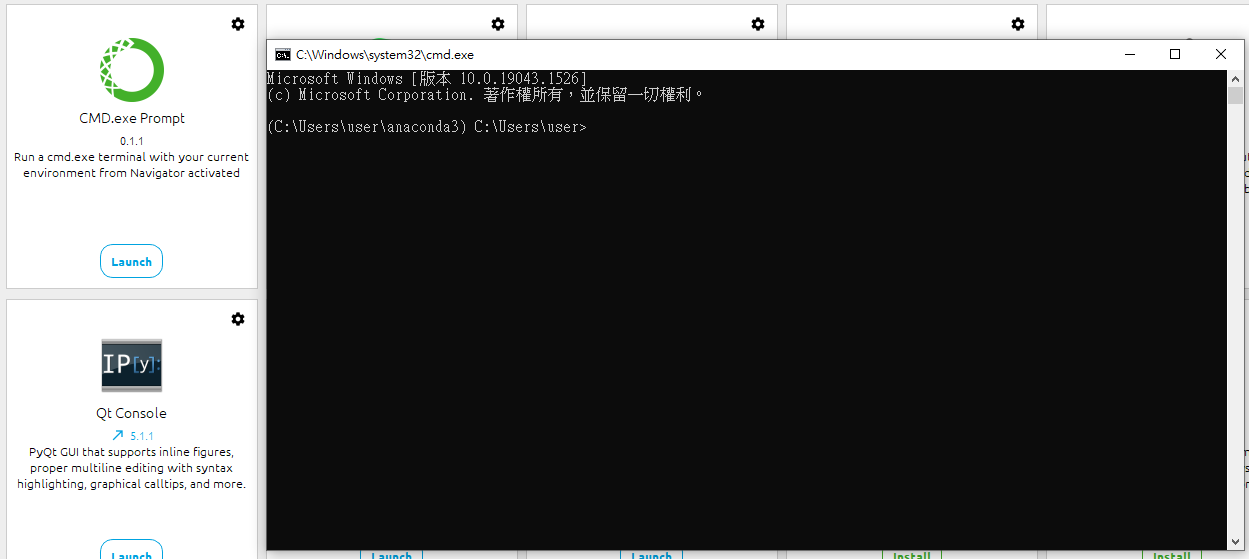 C:\Windows\system32\cmd.exe
Microsoft Windows [版本 10.0.19043.1526]
(c) Microsoft Corporation. 著作權所有，並保留一切權利。
(C:\Users\user\anaconda3) C:\Users\user>
CMD.exe Prompt
0.1.1
Run a cmd.exe terminal with your current
environment from Navigator activated
Launch
IP[y]:
Qt Console
5.1.1
PyQt GUI that supports inline figures,
proper multiline editing with syntax
highlighting, graphical calltips, and more.
Launch
Launch
Launch
Install
Install